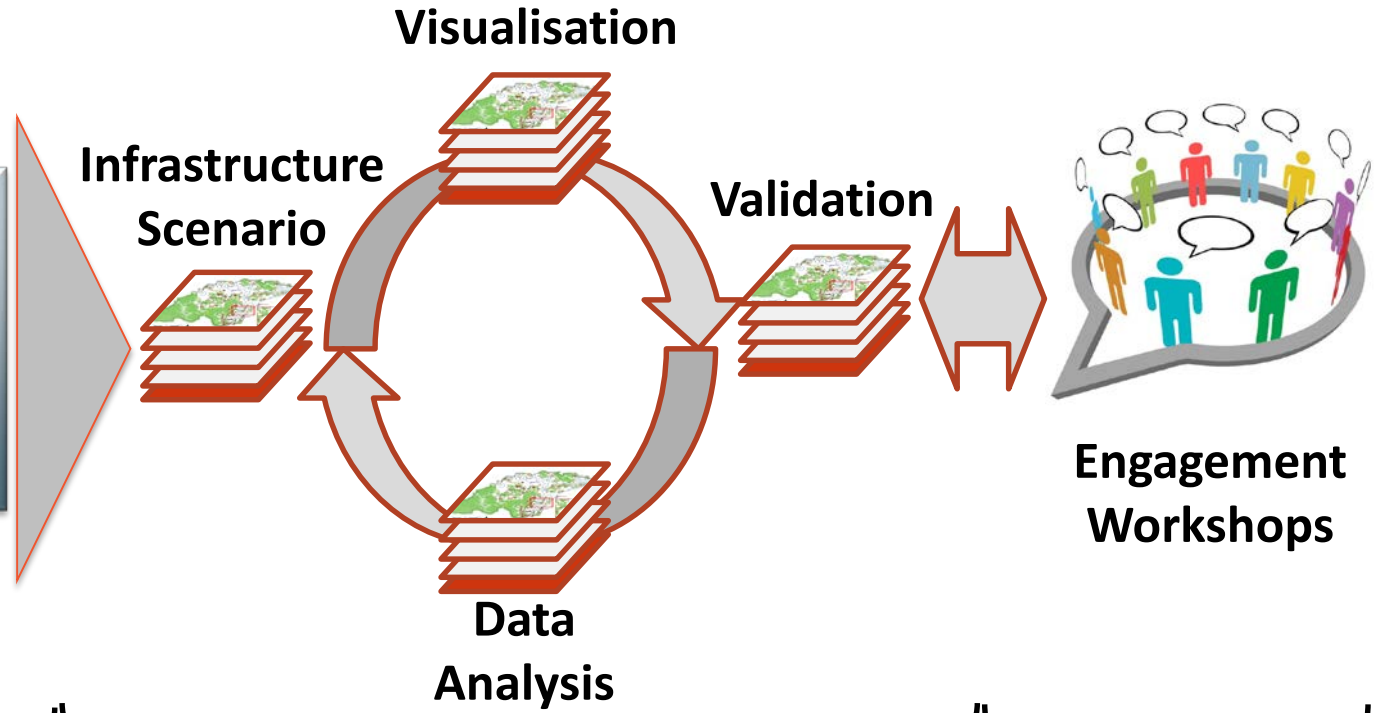 Visualisation
Infrastructure
Scenario
Validation
Engagement
Workshops
Data
Analysis